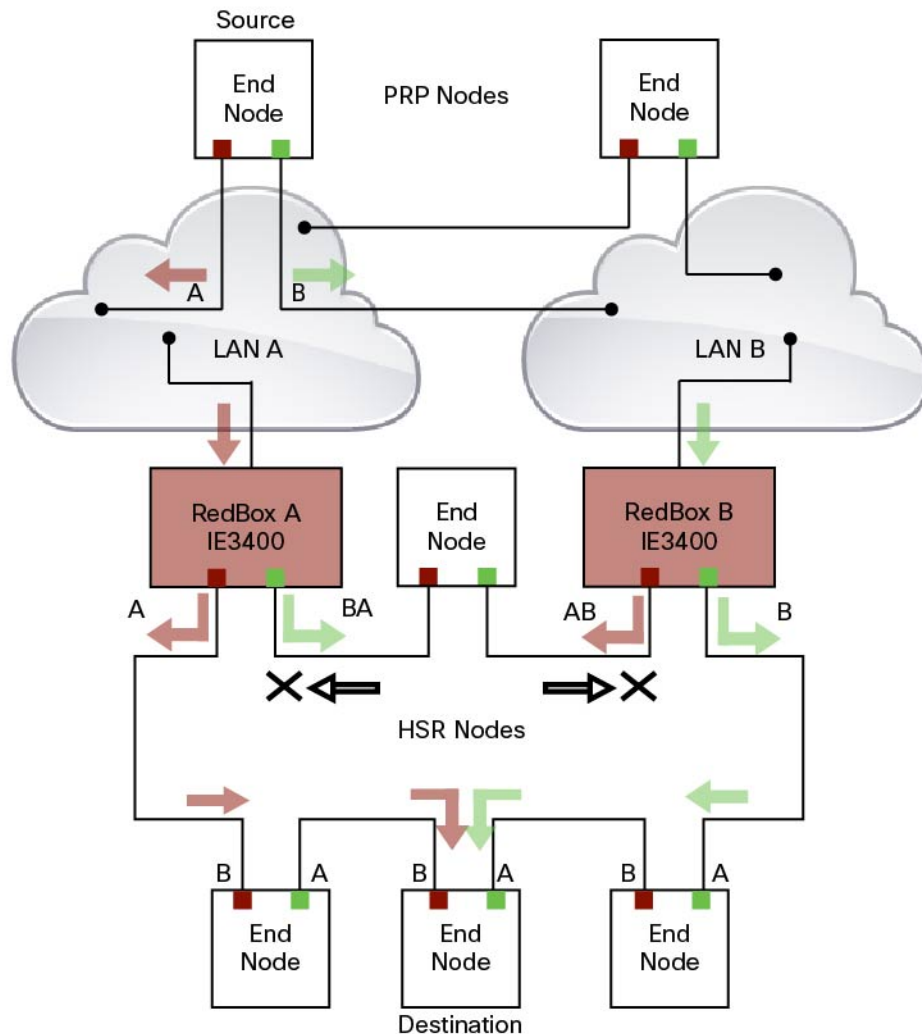 Source
End
Node
PRP Nodes
End
Node
A
B
LAN A
LAN B
RedBox A
IE3400
End
Node
RedBox B
IE3400
A
BA
AB
B
HSR Nodes
B
A
B
A
B
A
End
Node
End
Node
End
Node
Destination